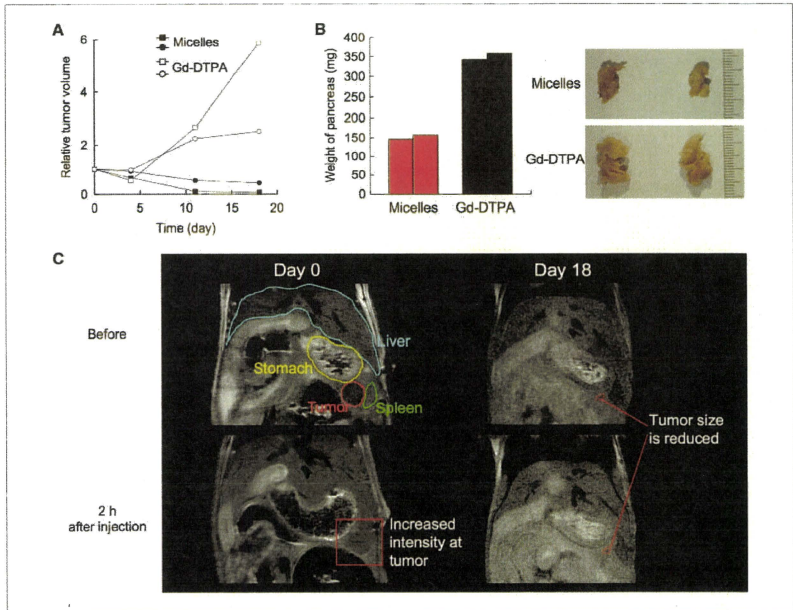 A
Relative tumor volume
6
4
2
0
0
5
10
15
20
Time (day)
Micelles
Gd-DTPA
B
Weight of pancreas (mg)
400
350
300
350
200
150
100
50
0
Micelles
Gd-DTPA
Micelles
Gd-DTPA
C
Day 0
Day 18
Before
Liver
Stomach
Tumor
Spleen
Tumor size
is reduced
2 h
after injection
Increased
intensity at
tumor